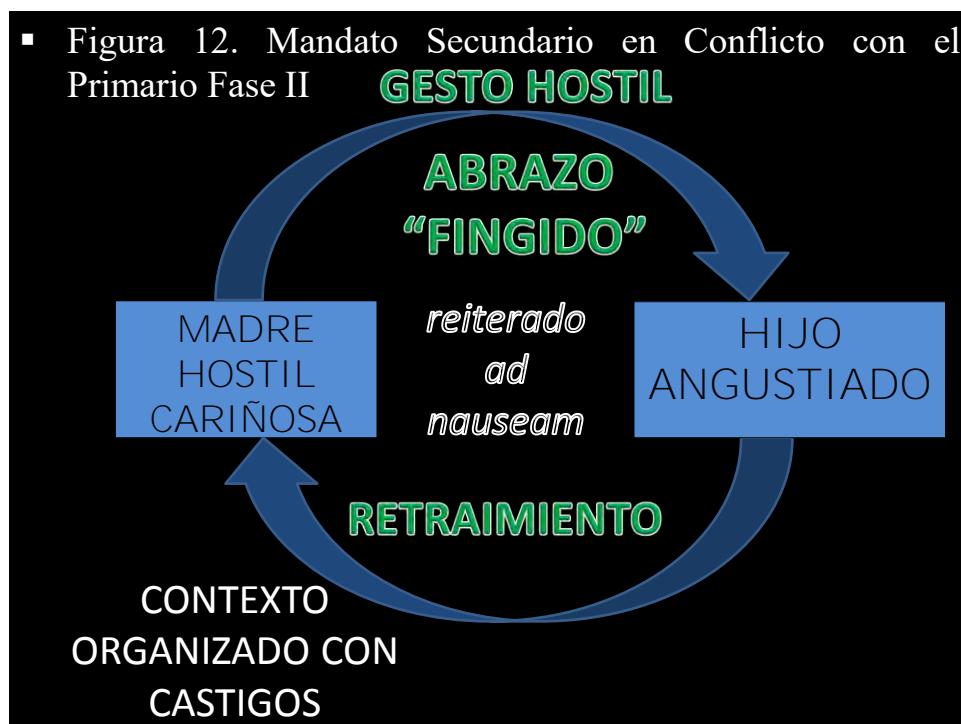 ▪ Figura 12. Mandato Secundario en Conflicto con el
Primario Fase II
GESTO HOSTIL
ABRAZO
“FINGIDO”
MADRE
HOSTIL
CARIÑOSA
reiterado
ad
nauseam
HIJO
ANGUSTIADO
RETRAIMIENTO
CONTEXTO
ORGANIZADO CON
CASTIGOS